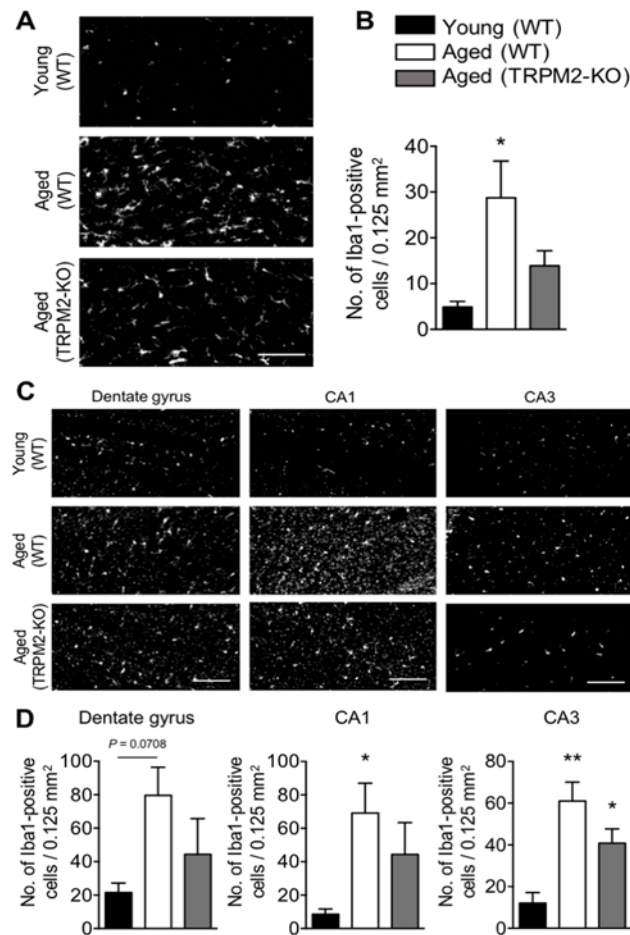 A
Young
(WT)
Aged
(WT)
Aged
(TRPM2-KO)
B
Young (WT)
Aged (WT)
Aged (TRPM2-KO)
No. of Iba1-positive
cells / 0.125 mm²
40
30
20
10
0
*
C
Dentate gyrus
CA1
CA3
Young
(WT)
Aged
(WT)
Aged
(TRPM2-KO)
D
Dentate gyrus
P = 0.0708
No. of Iba1-positive
cells / 0.125 mm²
100
80
60
40
20
0
CA1
No. of Iba1-positive
cells / 0.125 mm²
100
80
60
40
20
0
*
CA3
No. of Iba1-positive
cells / 0.125 mm²
80
60
40
20
0
**
*